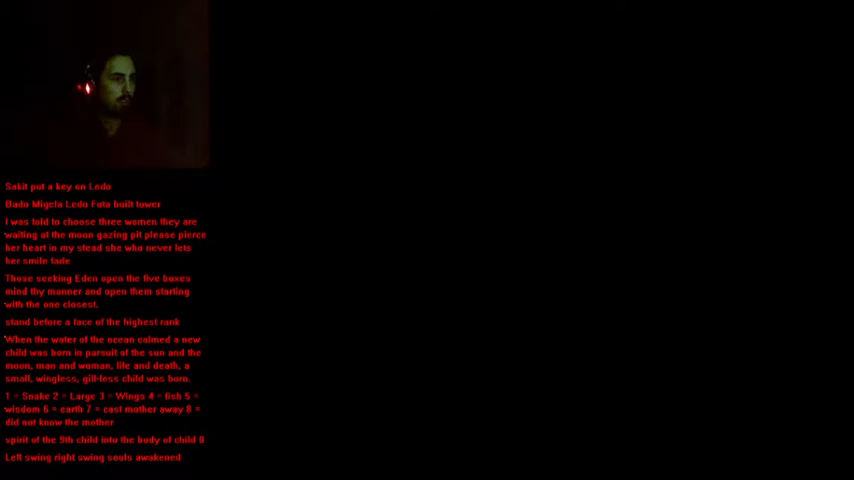 Sakit put a key on Ledo
Bado Migela Ledo Futa built tower
I was told to choose three women they are
waiting at the moon gazing pit please pierce
her heart in my stead she who never lets
her smile fade
Those seeking Eden open the five boxes
mind thy manner and open them starting
with the one closest.
stand before a face of the highest rank
When the water of the ocean calmed a new
child was born in pursuit of the sun and the
moon, man and woman, life and death, a
small, wingless, gill-less child was born.
1 = Snake 2 = Large 3 = Wings 4 = fish 5 =
wisdom 6 = earth 7 = cast mother away 8 =
did not know the mother
spirit of the 9th child into the body of child 0
Left swing right swing souls awakened